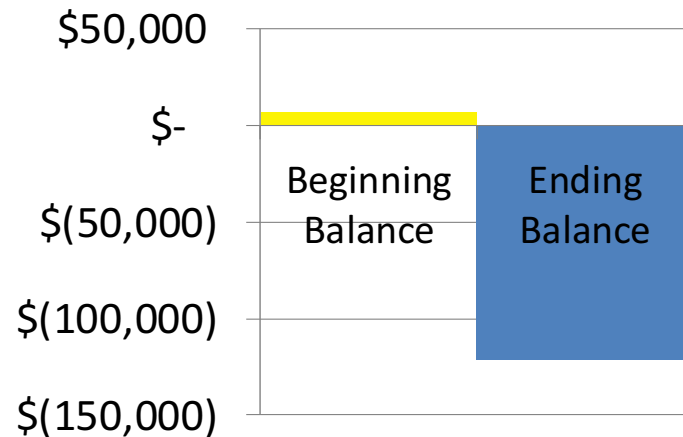 $50,000
$-
$(50,000)
$(100,000)
$(150,000)
Beginning
Balance
Ending
Balance